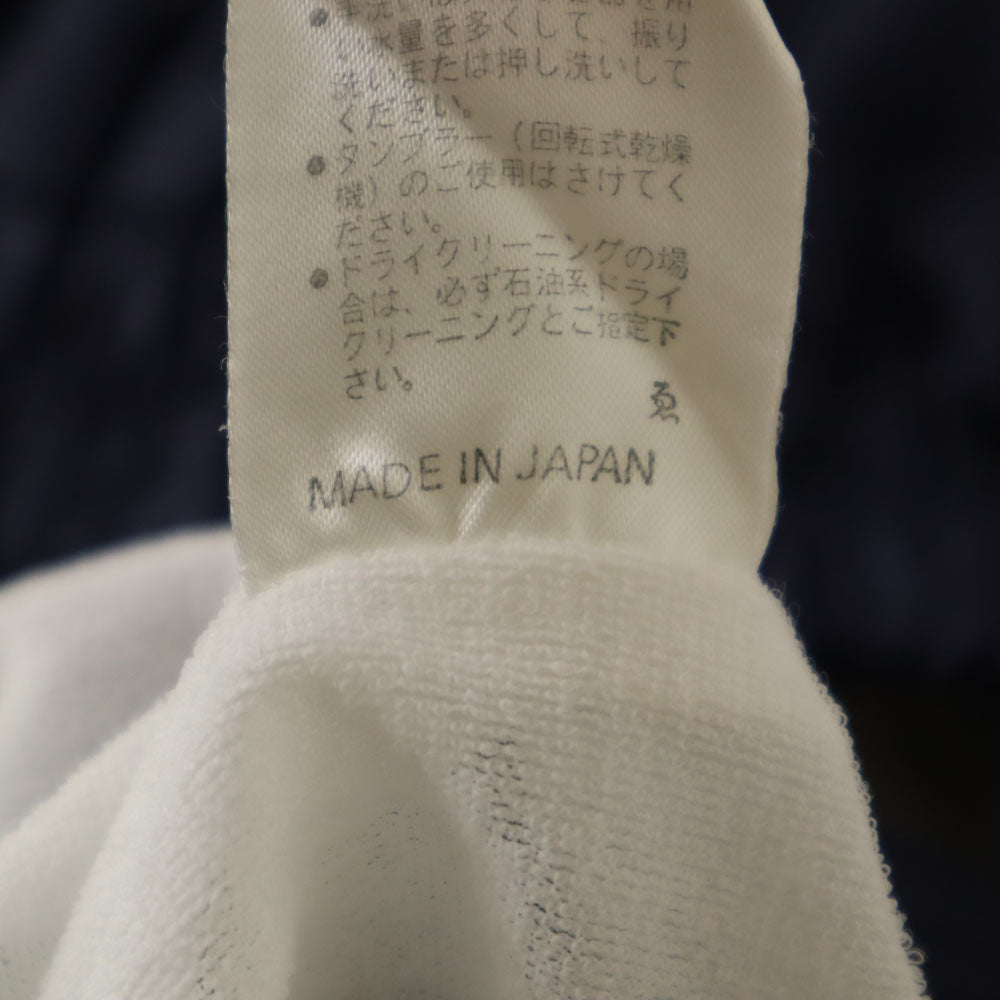 水量を多くして、振り
洗いまたは押し洗いして
ください。
●タンブラー（回転式乾燥
機）のご使用はさけてく
ださい。
●ドライクリーニングの場
合は、必ず石油系ドライ
クリーニングとご指定下
さい。
ゑ
MADE IN JAPAN